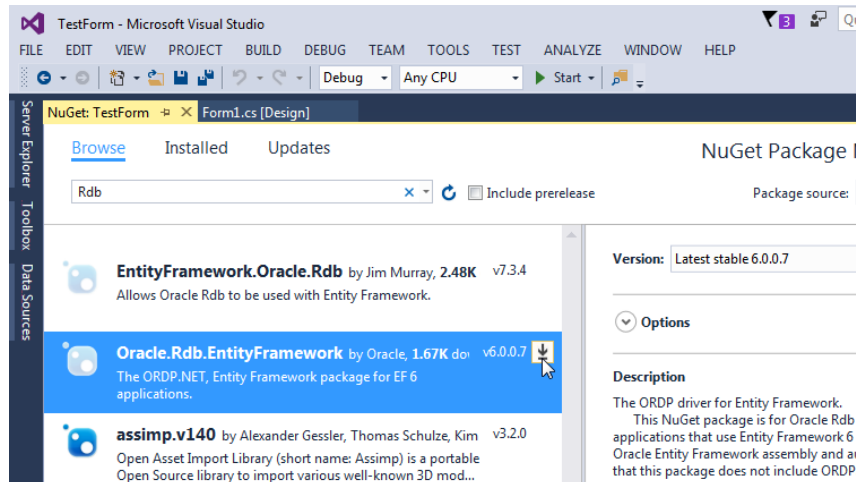 TestForm - Microsoft Visual Studio
3
FILE EDIT VIEW PROJECT BUILD DEBUG TEAM TOOLS TEST ANALYZE WINDOW HELP
Debug Any CPU Start
Server Explorer
Toolbox
Data Sources
NuGet: TestForm Form1.cs [Design]
Browse Installed Updates
NuGet Package
Rdb
Include prerelease
Package source:
EntityFramework.Oracle.Rdb by Jim Murray, 2.48K v7.3.4
Allows Oracle Rdb to be used with Entity Framework.
Oracle.Rdb.EntityFramework by Oracle, 1.67K v6.0.0.7
The ORDP.NET, Entity Framework package for EF 6
applications.
assimp.v140 by Alexander Gessler, Thomas Schulze, Kim v3.2.0
Open Asset Import Library (short name: Assimp) is a portable
Open Source library to import various well-known 3D mod...
Version: Latest stable 6.0.0.7
Options
Description
The ORDP driver for Entity Framework.
This NuGet package is for Oracle Rdb
applications that use Entity Framework 6
Oracle Entity Framework assembly and
that this package does not include ORDP